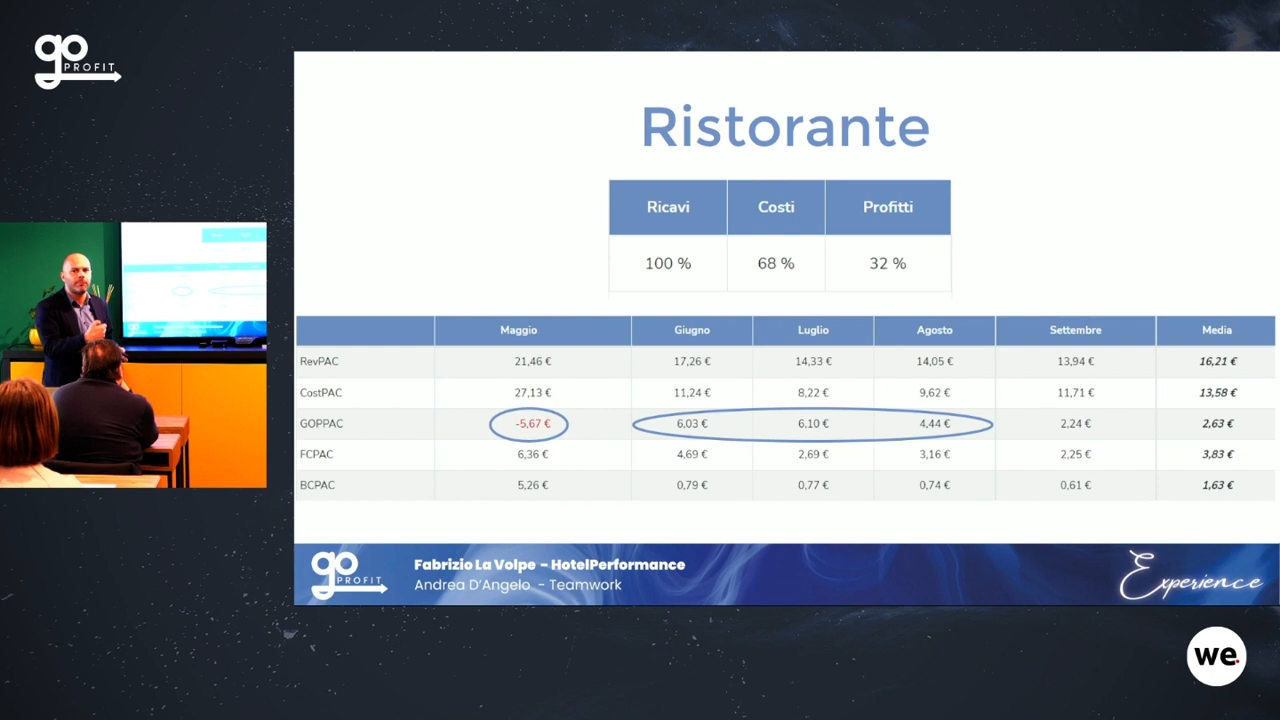 go
PROFIT
Ristorante
Ricavi Costi Profitti
100 % 68 % 32 %
Maggio Giugno Luglio Agosto Settembre Media
RevPAC 21,46 € 17,26 € 14,33 € 14,05 € 13,94 € 16,21 €
CostPAC 27,13 € 11,24 € 8,22 € 9,62 € 11,71 € 13,58 €
GOPPAC -5,67 € 6,03 € 6,10 € 4,44 € 2,24 € 2,63 €
FCPAC 6,36 € 4,69 € 2,69 € 3,16 € 2,25 € 3,83 €
BCPAC 5,26 € 0,79 € 0,77 € 0,74 € 0,61 € 1,63 €
go
PROFIT
Fabrizio La Volpe - HotelPerformance
Andrea D'Angelo - Teamwork
Experience
we.